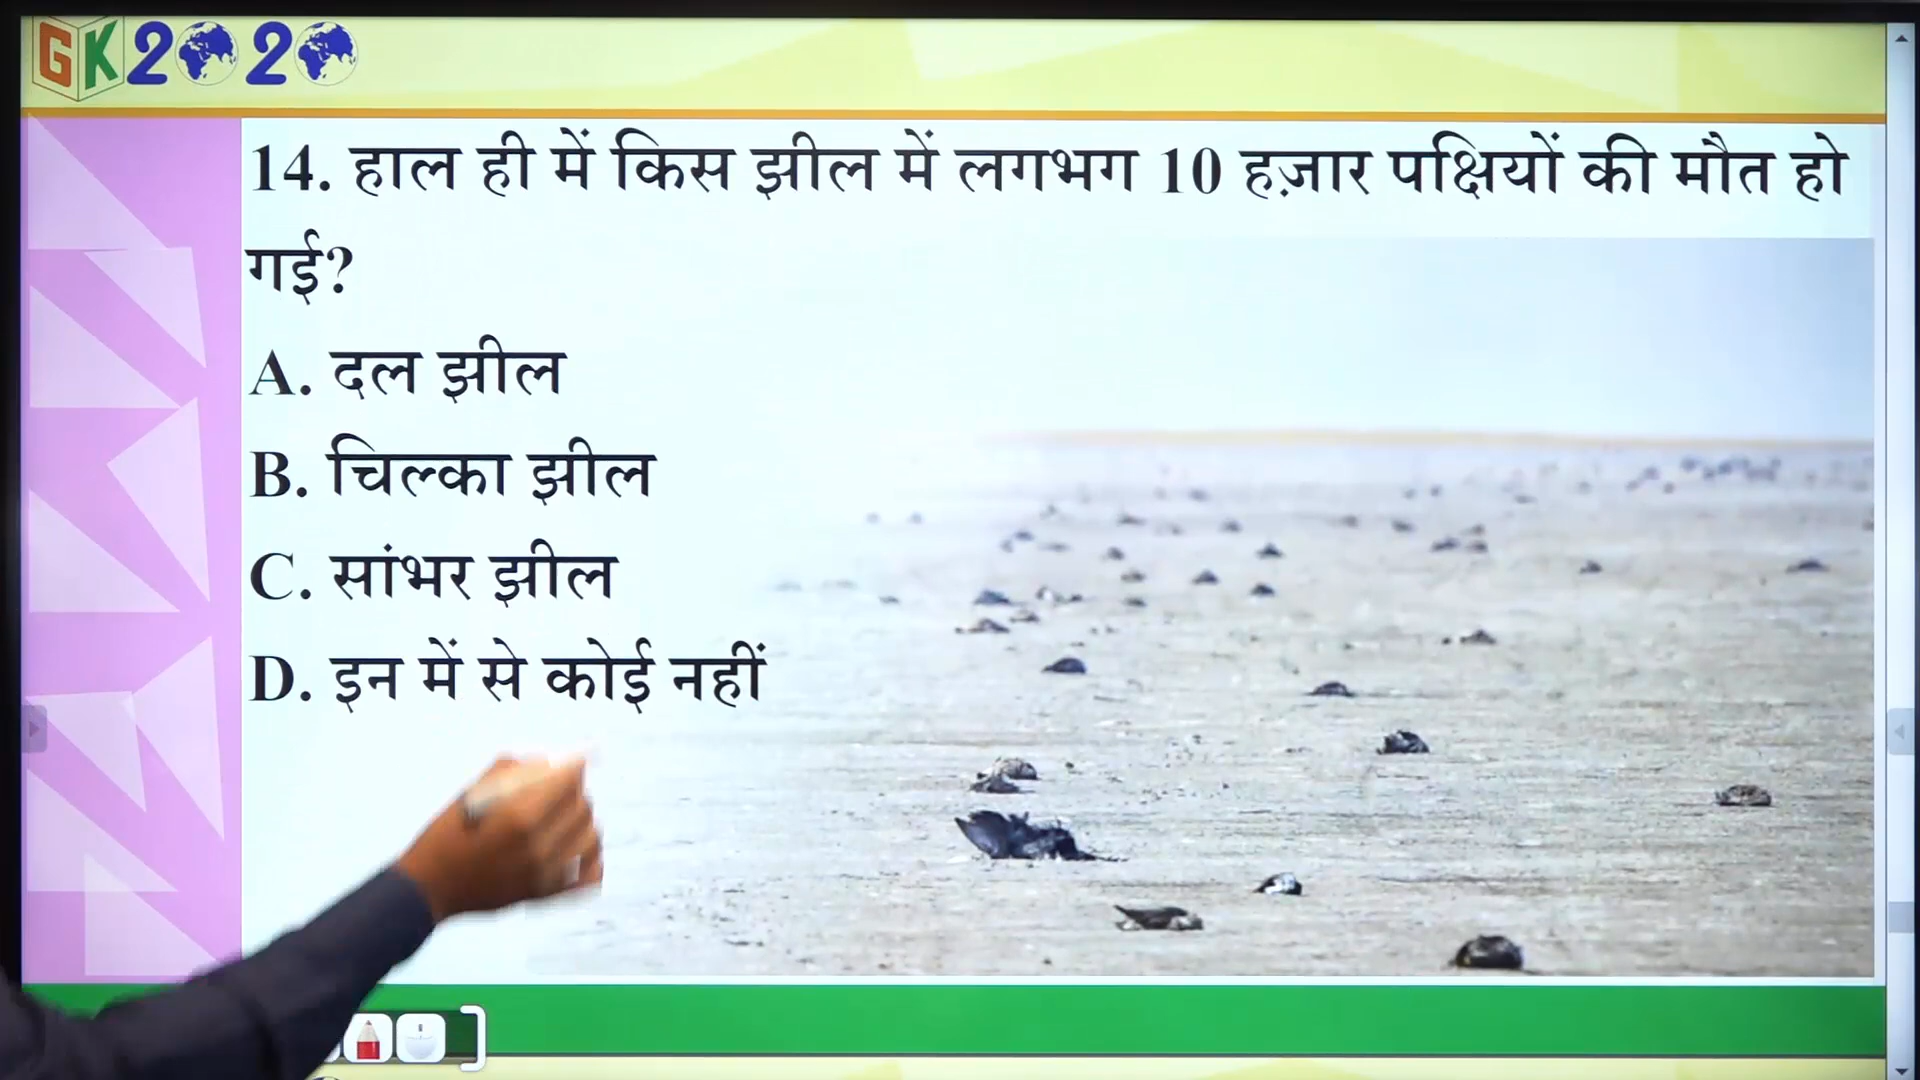 GK2020
14. हाल ही में किस झील में लगभग 10 हज़ार पक्षियों की मौत हो
गई?
A. दल झील
B. चिल्का झील
C. सांभर झील
D. इन में से कोई नहीं